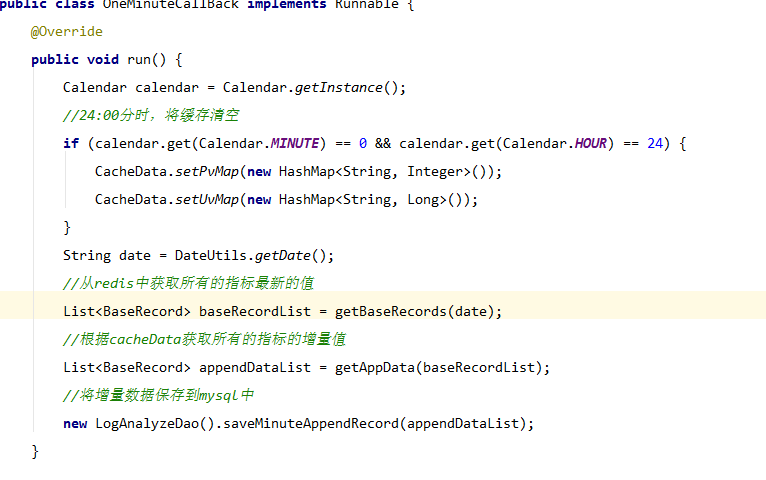 public class OneMinuteCallBack implements Runnable {
@Override
public void run() {
Calendar calendar = Calendar.getInstance();
//24:00分时，将缓存清空
if (calendar.get(Calendar.MINUTE) == 0 && calendar.get(Calendar.HOUR) == 24) {
CacheData.setPvMap(new HashMap<String, Integer>());
CacheData.setUvMap(new HashMap<String, Long>());
}
String date = DateUtils.getDate();
//从redis中获取所有的指标最新的值
List<BaseRecord> baseRecordList = getBaseRecords(date);
//根据cacheData获取所有的指标的增量值
List<BaseRecord> appendDataList = getAppData(baseRecordList);
//将增量数据保存到mysql中
new LogAnalyzeDao().saveMinuteAppendRecord(appendDataList);
}